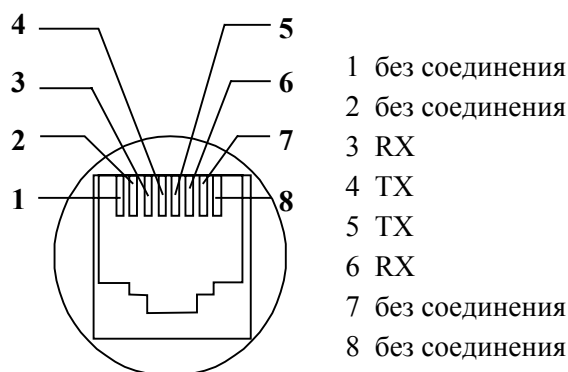 4
3
2
1
5
6
7
8
1 без соединения
2 без соединения
3 RX
4 TX
5 TX
6 RX
7 без соединения
8 без соединения